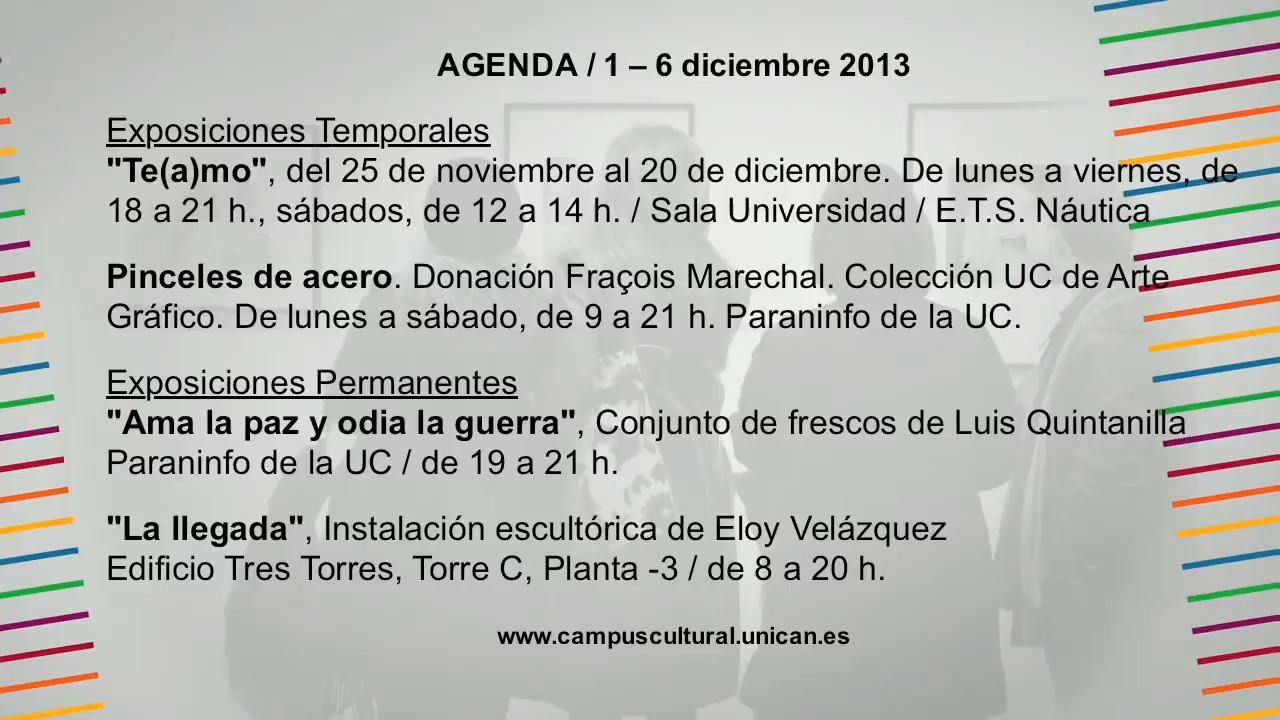 AGENDA / 1 – 6 diciembre 2013
Exposiciones Temporales
"Te(a)mo", del 25 de noviembre al 20 de diciembre. De lunes a viernes, de
18 a 21 h., sábados, de 12 a 14 h. / Sala Universidad / E.T.S. Náutica
Pinceles de acero. Donación Fraçois Marechal. Colección UC de Arte
Gráfico. De lunes a sábado, de 9 a 21 h. Paraninfo de la UC.
Exposiciones Permanentes
"Ama la paz y odia la guerra", Conjunto de frescos de Luis Quintanilla
Paraninfo de la UC / de 19 a 21 h.
"La llegada", Instalación escultórica de Eloy Velázquez
Edificio Tres Torres, Torre C, Planta -3 / de 8 a 20 h.
www.campuscultural.unican.es